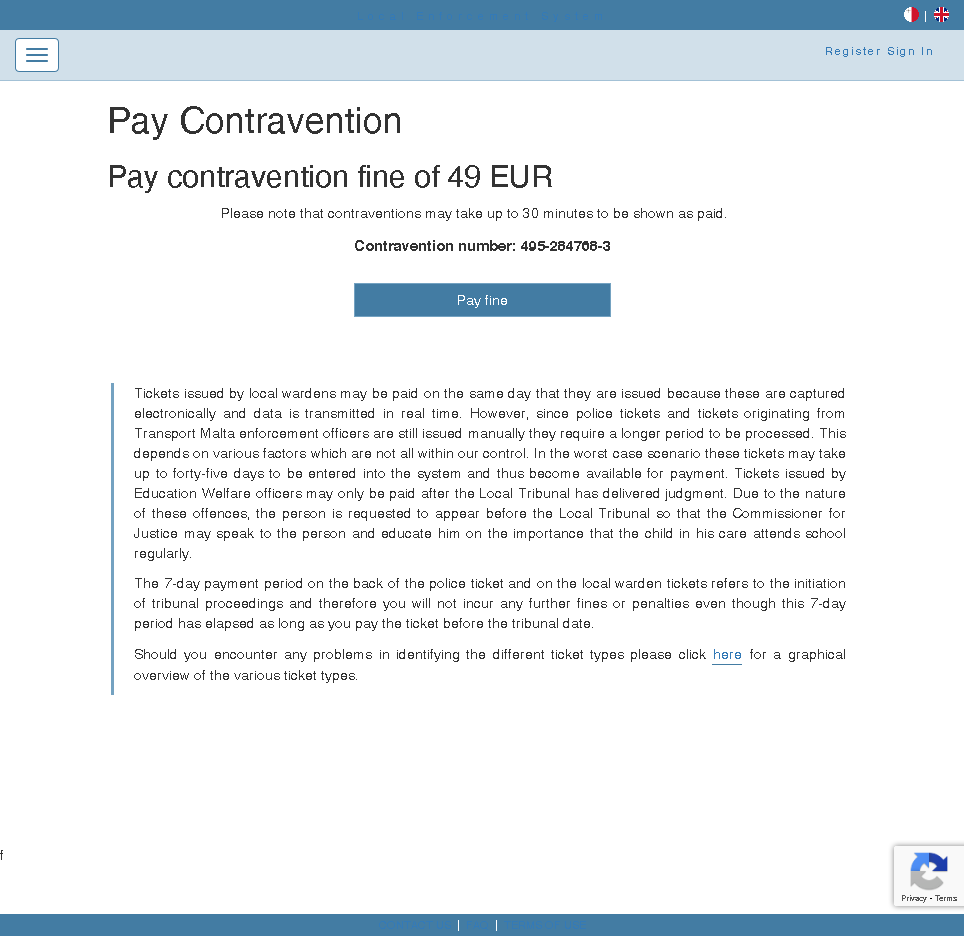 |
Register Sign In
Pay Contravention
Pay contravention fine of 49 EUR
Please note that contraventions may take up to 30 minutes to be shown as paid.
Contravention number: 495-284768-3
Pay fine
Tickets issued by local wardens may be paid on the same day that they are issued because these are captured
electronically and data is transmitted in real time. However, since police tickets and tickets originating from
Transport Malta enforcement officers are still issued manually they require a longer period to be processed. This
depends on various factors which are not all within our control. In the worst case scenario these tickets may take
up to forty-five days to be entered into the system and thus become available for payment. Tickets issued by
Education Welfare officers may only be paid after the Local Tribunal has delivered judgment. Due to the nature
of these offences, the person is requested to appear before the Local Tribunal so that the Commissioner for
Justice may speak to the person and educate him on the importance that the child in his care attends school
regularly.
The 7-day payment period on the back of the police ticket and on the local warden tickets refers to the initiation
of tribunal proceedings and therefore you will not incur any further fines or penalties even though this 7-day
period has elapsed as long as you pay the ticket before the tribunal date.
Should you encounter any problems in identifying the different ticket types please click here for a graphical
overview of the various ticket types.
f
Privacy - Terms
| |